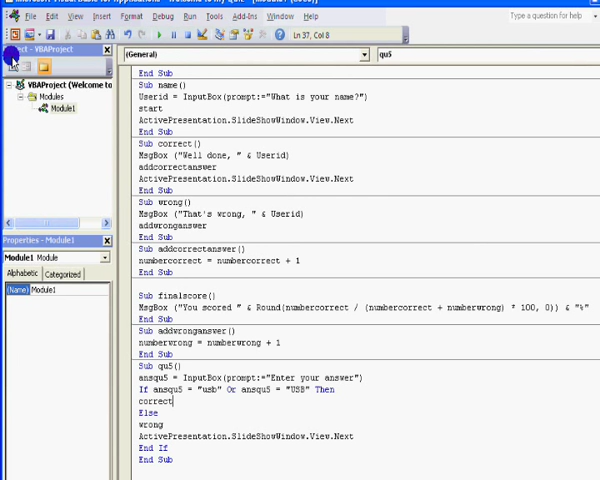 File Edit View Insert Format Debug Run Tools Add-Ins Window Help Type a question for help
Ln 37, Col 8
ect - VBAProject
(General) qu5
VBAProject (Welcome to
Modules
Module1
Properties - Module1
Module1 Module
Alphabetic Categorized
(Name) Module1
End Sub
Sub name()
Userid = InputBox(prompt:="What is your name?")
start
ActivePresentation.SlideShowWindow.View.Next
End Sub
Sub correct()
MsgBox ("Well done, " & Userid)
addcorrectanswer
ActivePresentation.SlideShowWindow.View.Next
End Sub
Sub wrong()
MsgBox ("That's wrong, " & Userid)
addwronganswer
End Sub
Sub addcorrectanswer()
numbercorrect = numbercorrect + 1
End Sub
Sub finalscore()
MsgBox ("You scored " & Round(numbercorrect / (numbercorrect + numberwrong) * 100, 0)) & "%"
End Sub
Sub addwronganswer()
numberwrong = numberwrong + 1
End Sub
Sub qu5()
ansqu5 = InputBox(prompt:="Enter your answer")
If ansqu5 = "usb" Or ansqu5 = "USB" Then
correct
Else
wrong
ActivePresentation.SlideShowWindow.View.Next
End If
End Sub